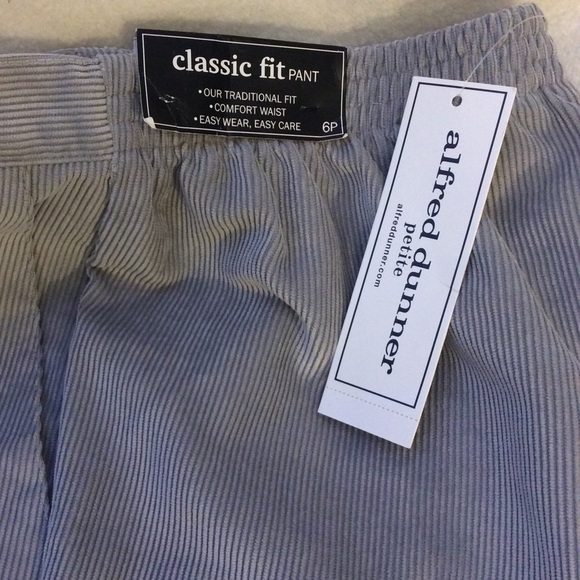 classic fit PANT
• OUR TRADITIONAL FIT
• COMFORT WAIST
• EASY WEAR, EASY CARE 6P
alfred dunner
petite
alfreddunner.com